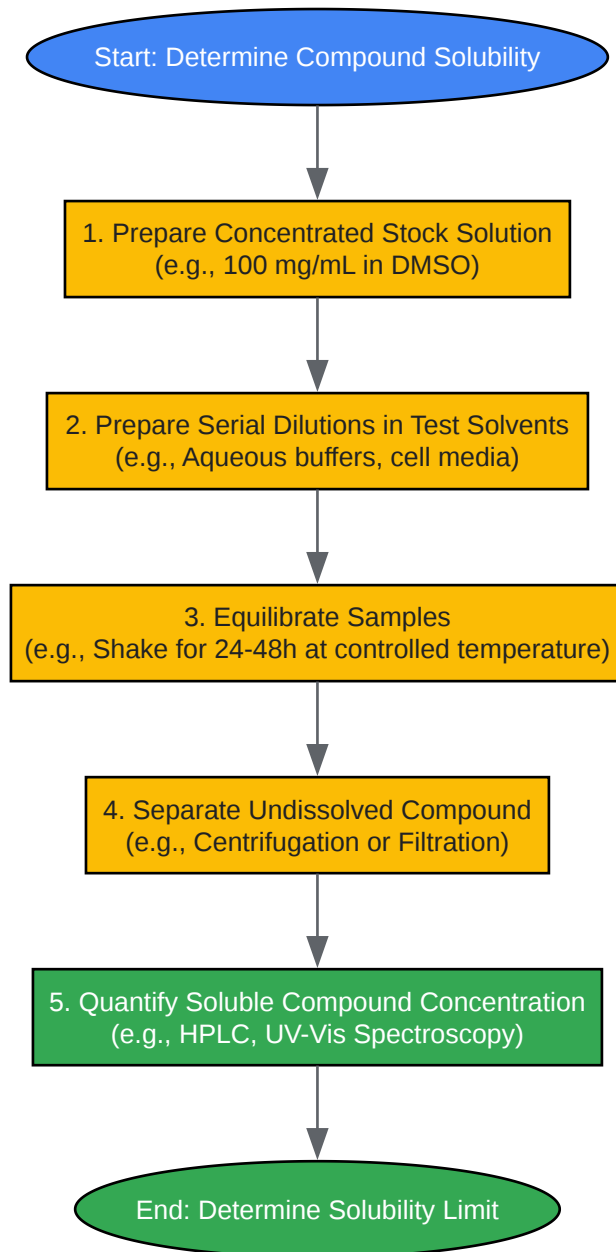 Start: Determine Compound Solubility
1. Prepare Concentrated Stock Solution
(e.g., 100 mg/mL in DMSO)
2. Prepare Serial Dilutions in Test Solvents
(e.g., Aqueous buffers, cell media)
3. Equilibrate Samples
(e.g., Shake for 24-48h at controlled temperature)
4. Separate Undissolved Compound
(e.g., Centrifugation or Filtration)
5. Quantify Soluble Compound Concentration
(e.g., HPLC, UV-Vis Spectroscopy)
End: Determine Solubility Limit